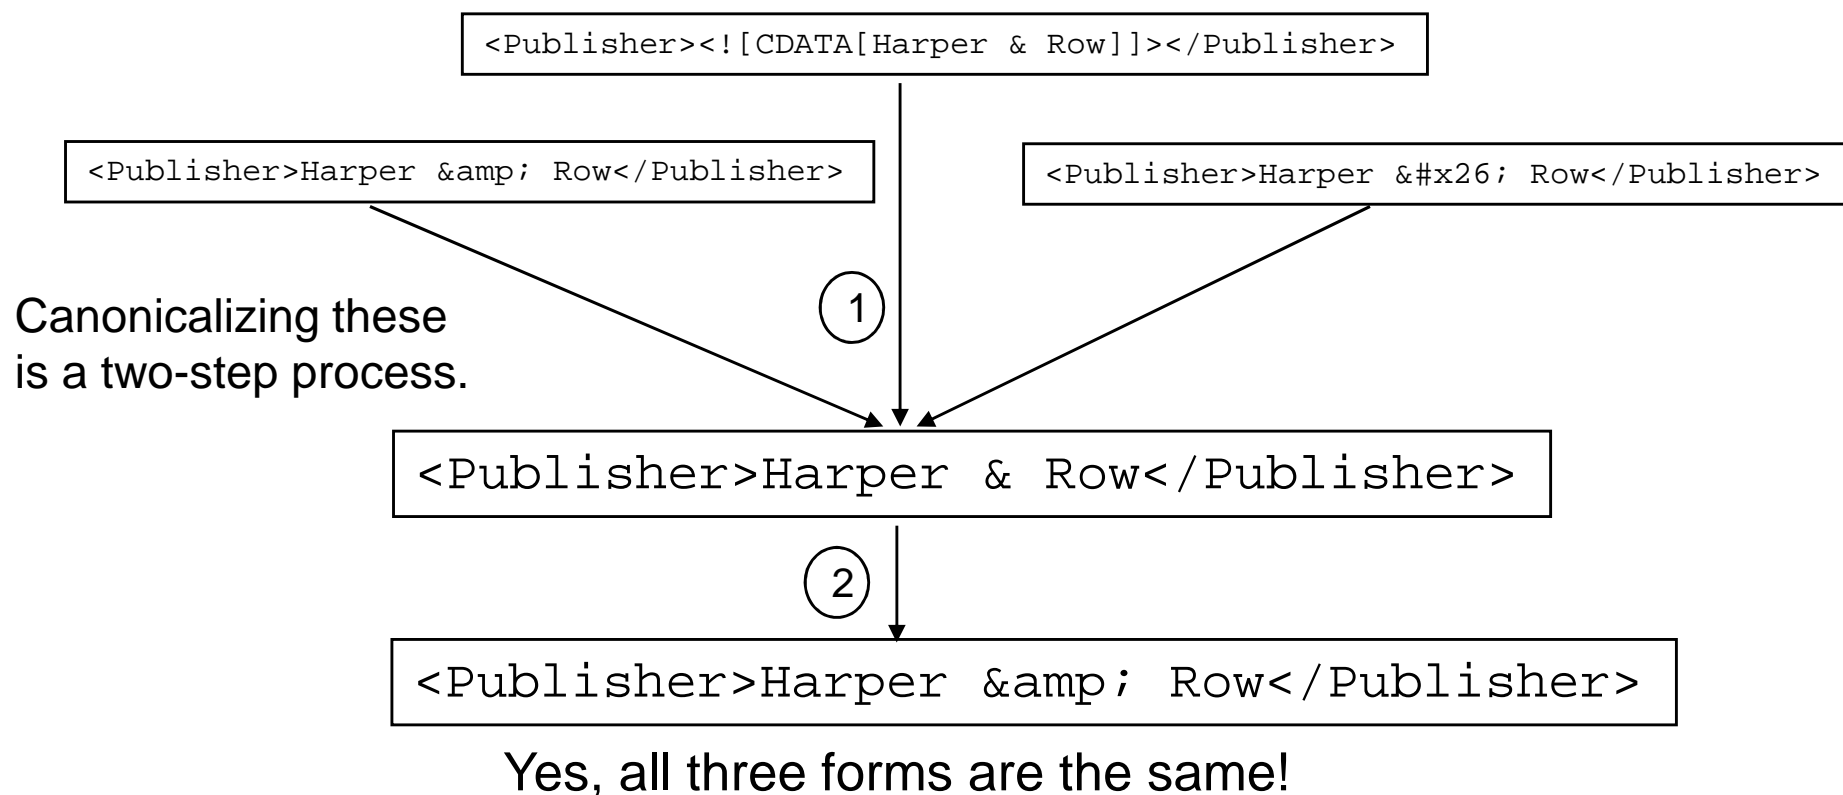 <Publisher><![CDATA[Harper & Row]]></Publisher>
<Publisher>Harper &amp; Row</Publisher>
<Publisher>Harper &#x26; Row</Publisher>
Canonicalizing these
is a two-step process.
1
<Publisher>Harper & Row</Publisher>
2
<Publisher>Harper &amp; Row</Publisher>
Yes, all three forms are the same!